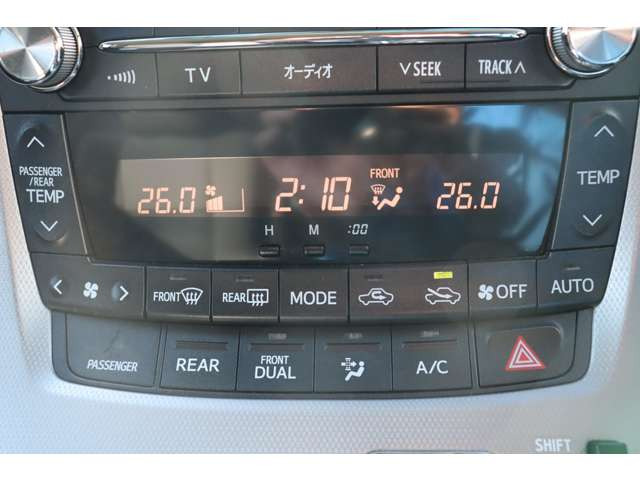 TV オーディオ ∨SEEK TRACK∧
PASSENGER
/REAR
TEMP
26.0 2:10 FRONT 26.0
TEMP
H M :00
FRONT REAR MODE OFF AUTO
PASSENGER REAR FRONT
DUAL A/C
SHIFT